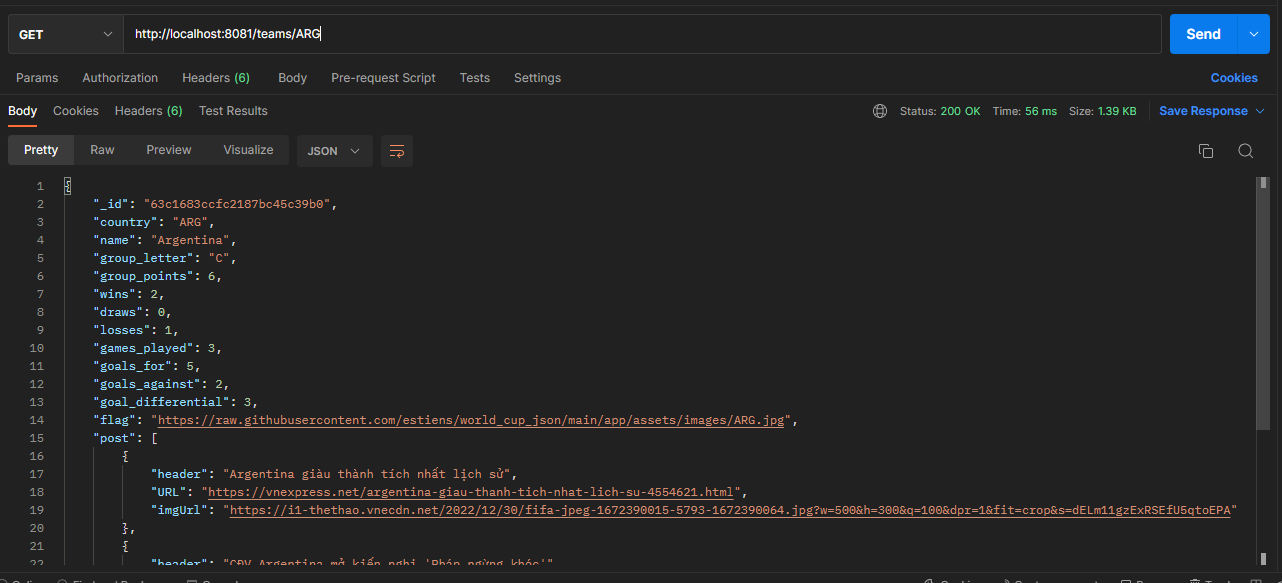 GET http://localhost:8081/teams/ARG Send
Params Authorization Headers (6) Body Pre-request Script Tests Settings Cookies
Body Cookies Headers (6) Test Results Status: 200 OK Time: 56 ms Size: 1.39 KB Save Response
Pretty Raw Preview Visualize JSON
1 {
2 "_id": "63c1683ccfc2187bc45c39b0",
3 "country": "ARG",
4 "name": "Argentina",
5 "group_letter": "C",
6 "group_points": 6,
7 "wins": 2,
8 "draws": 0,
9 "losses": 1,
10 "games_played": 3,
11 "goals_for": 5,
12 "goals_against": 2,
13 "goal_differential": 3,
14 "flag": "https://raw.githubusercontent.com/estiens/world_cup_json/main/app/assets/images/ARG.jpg",
15 "post": [
16 {
17 "header": "Argentina giàu thành tích nhất lịch sử",
18 "URL": "https://vnexpress.net/argentina-giau-thanh-tich-nhat-lich-su-4554621.html",
19 "imgUrl": "https://i1-thethao.vnecdn.net/2022/12/30/fifa-jpeg-1672390015-5793-1672390064.jpg?w=500&h=300&q=100&dpr=1&fit=crop&s=dELm11gzExRSEfU5qtoEPA"
20 },
21 {
22 "header": "CĐV Argentina mở kiến nghị 'Pháp ngừng khóc'"